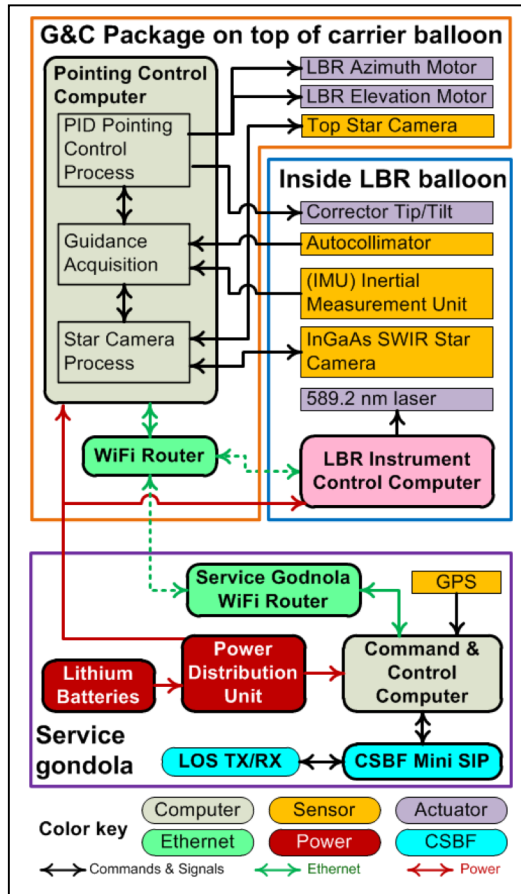 G&C Package on top of carrier balloon
Pointing Control
Computer
PID Pointing
Control
Process
Guidance
Acquisition
Star Camera
Process
LBR Azimuth Motor
LBR Elevation Motor
Top Star Camera
Inside LBR balloon
Corrector Tip/Tilt
Autocollimator
(IMU) Inertial
Measurement Unit
InGaAs SWIR Star
Camera
589.2 nm laser
WiFi Router
LBR Instrument
Control Computer
Service Godnola
WiFi Router
GPS
Lithium
Batteries
Power
Distribution
Unit
Command &
Control
Computer
Service
gondola
LOS TX/RX
CSBF Mini SIP
Color key
Computer
Sensor
Actuator
Ethernet
Power
CSBF
Commands & Signals
Ethernet
Power